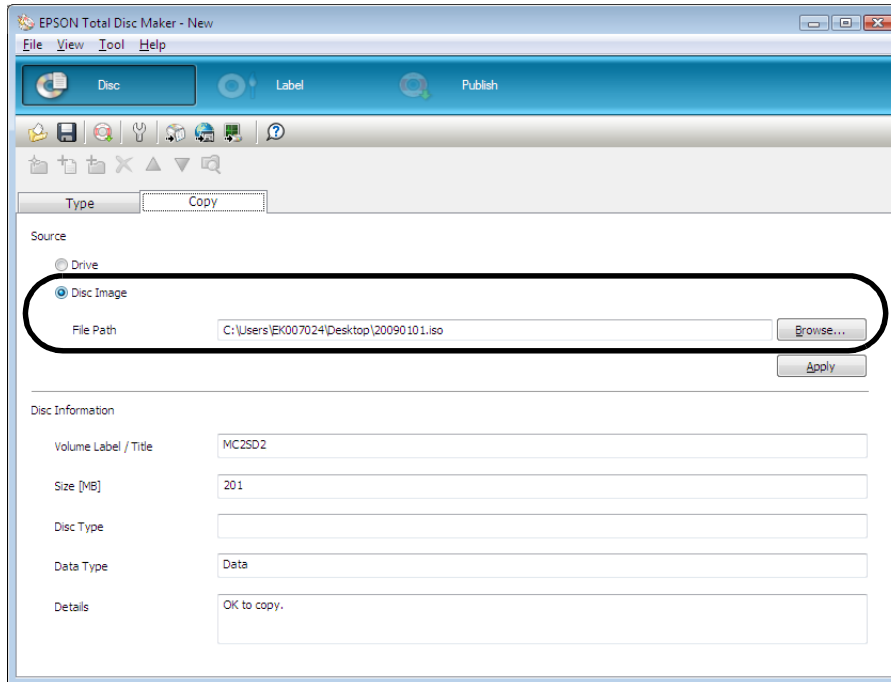 EPSON Total Disc Maker - New
File View Tool Help
Disc Label Publish
Type Copy
Source
Drive
Disc Image
File Path C:\Users\EK007024\Desktop\20090101.iso Browse...
Apply
Disc Information
Volume Label / Title MC2SD2
Size [MB] 201
Disc Type
Data Type Data
Details OK to copy.